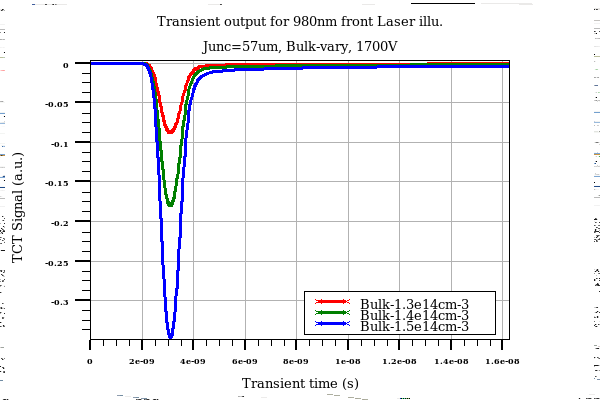 Transient output for 980nm front Laser illu.
Junc=57um, Bulk-vary, 1700V
TCT Signal (a.u.)
0
-0.05
-0.1
-0.15
-0.2
-0.25
-0.3
Bulk-1.3e14cm-3
Bulk-1.4e14cm-3
Bulk-1.5e14cm-3
0 2e-09 4e-09 6e-09 8e-09 1e-08 1.2e-08 1.4e-08 1.6e-08
Transient time (s)